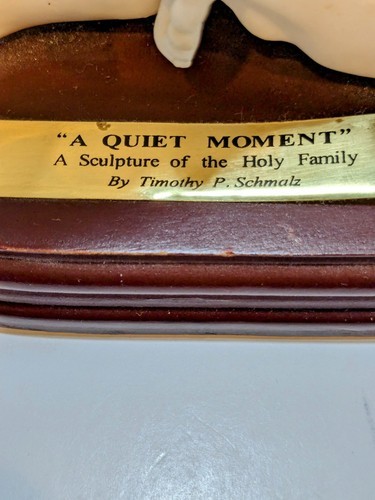 "A QUIET MOMENT"
A Sculpture of the Holy Family
By Timothy P. Schmalz